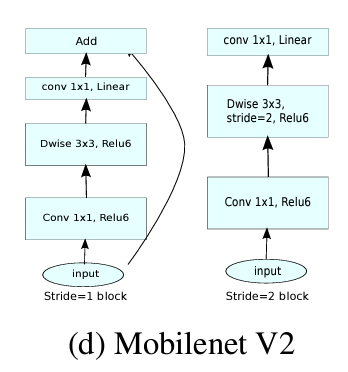 Add
conv 1x1, Linear
Dwise 3x3, Relu6
Conv 1x1, Relu6
input
Stride=1 block
conv 1x1, Linear
Dwise 3x3,
stride=2, Relu6
Conv 1x1, Relu6
input
Stride=2 block
(d) Mobilenet V2